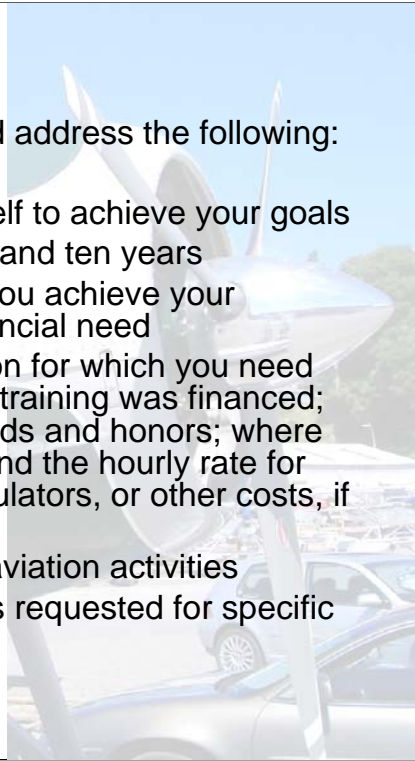 address the following:
elf to achieve your goals
and ten years
ou achieve your
ncial need
on for which you need
training was financed;
ds and honors; where
nd the hourly rate for
ulators, or other costs, if
aviation activities
s requested for specific